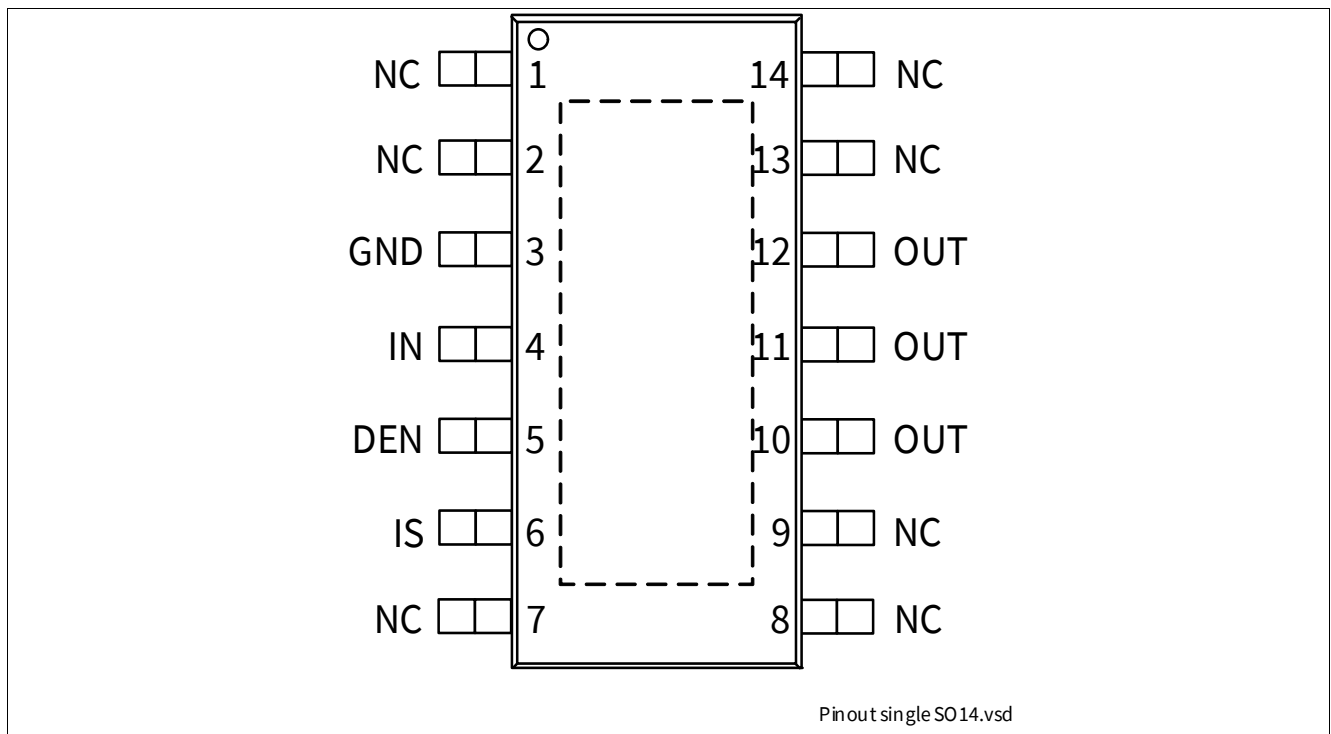 NC 1 14 NC
NC 2 13 NC
GND 3 12 OUT
IN 4 11 OUT
DEN 5 10 OUT
IS 6 9 NC
NC 7 8 NC
Pinout single SO14.vsd